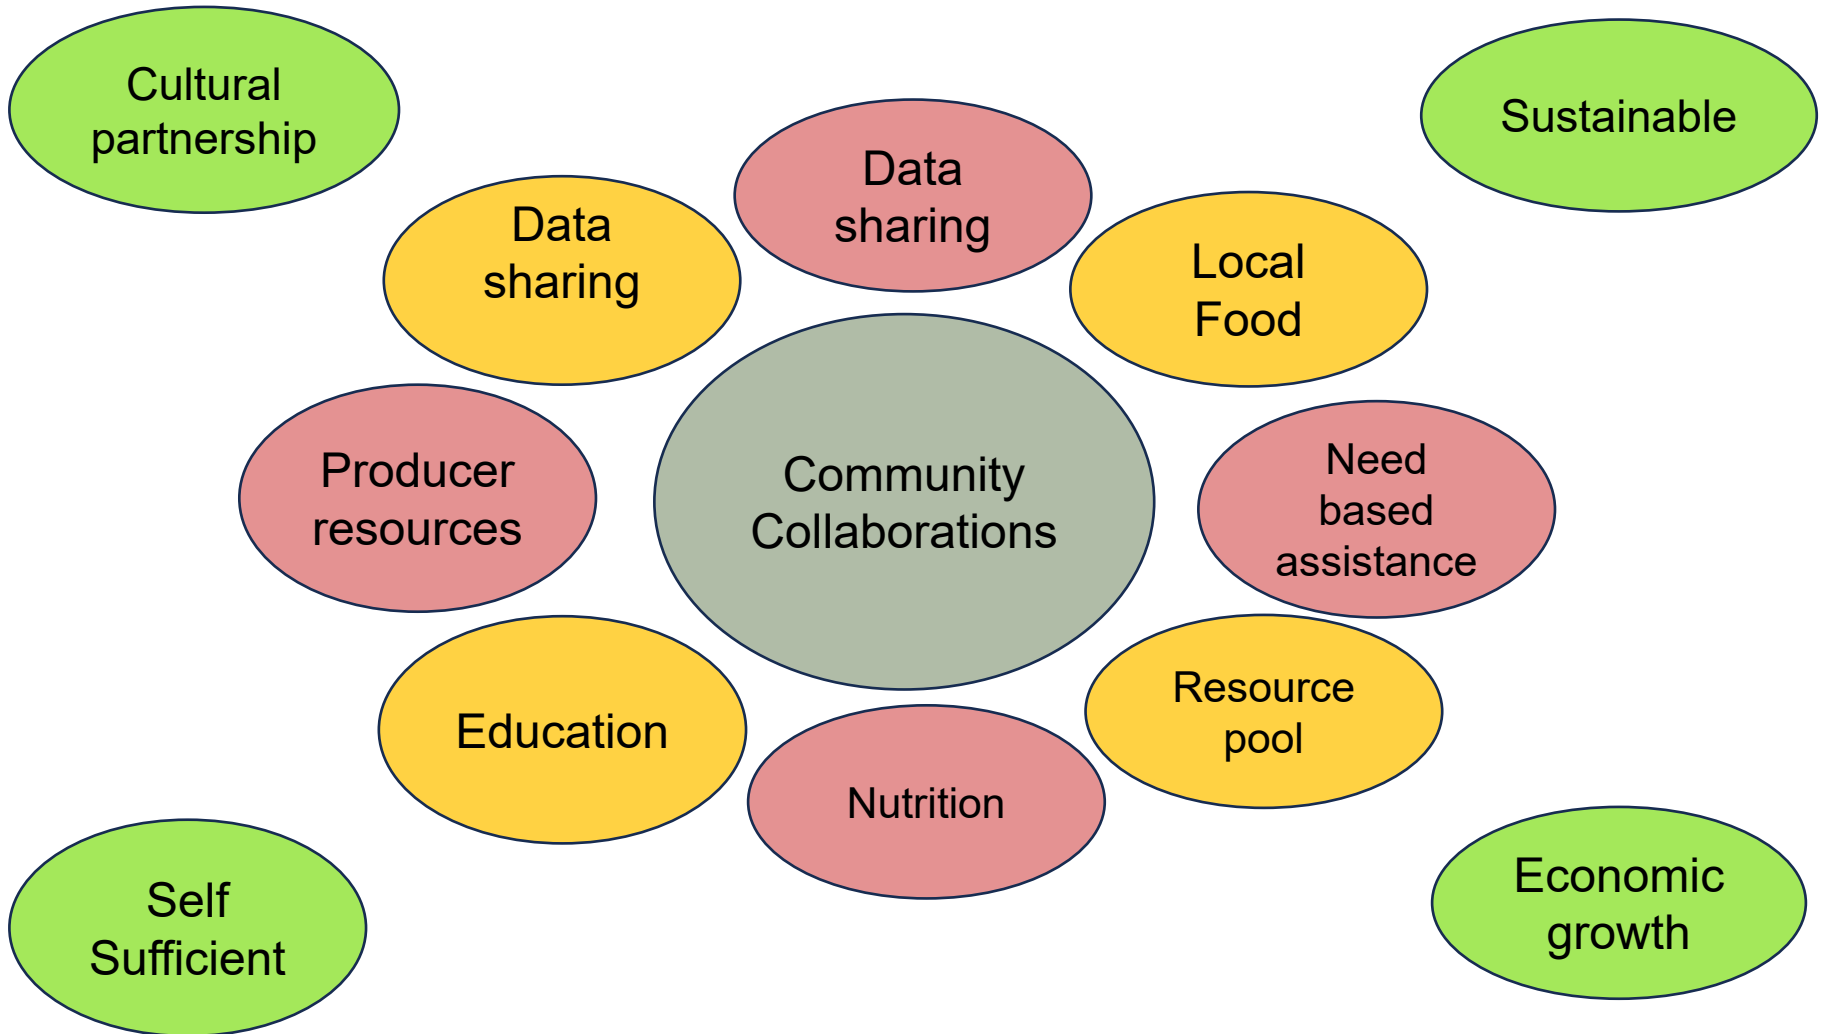 Cultural
partnership
Sustainable
Data
sharing
Data
sharing
Local
Food
Producer
resources
Community
Collaborations
Need
based
assistance
Education
Nutrition
Resource
pool
Self
Sufficient
Economic
growth